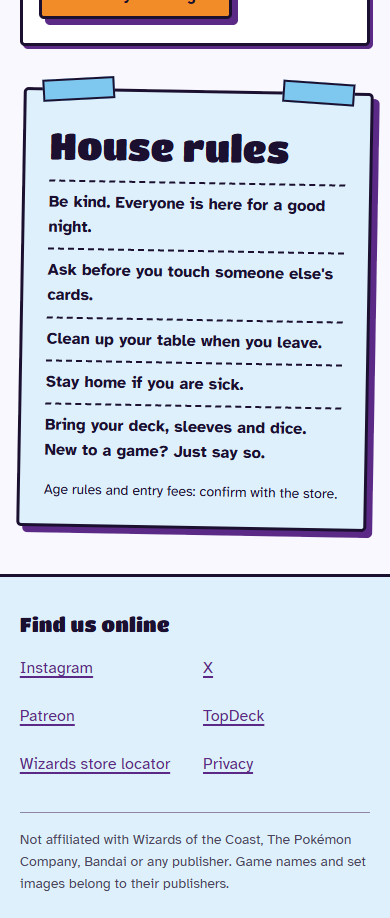 House rules
Be kind. Everyone is here for a good
night.
Ask before you touch someone else's
cards.
Clean up your table when you leave.
Stay home if you are sick.
Bring your deck, sleeves and dice.
New to a game? Just say so.
Age rules and entry fees: confirm with the store.
Find us online
Instagram
X
Patreon
TopDeck
Wizards store locator
Privacy
Not affiliated with Wizards of the Coast, The Pokémon
Company, Bandai or any publisher. Game names and set
images belong to their publishers.